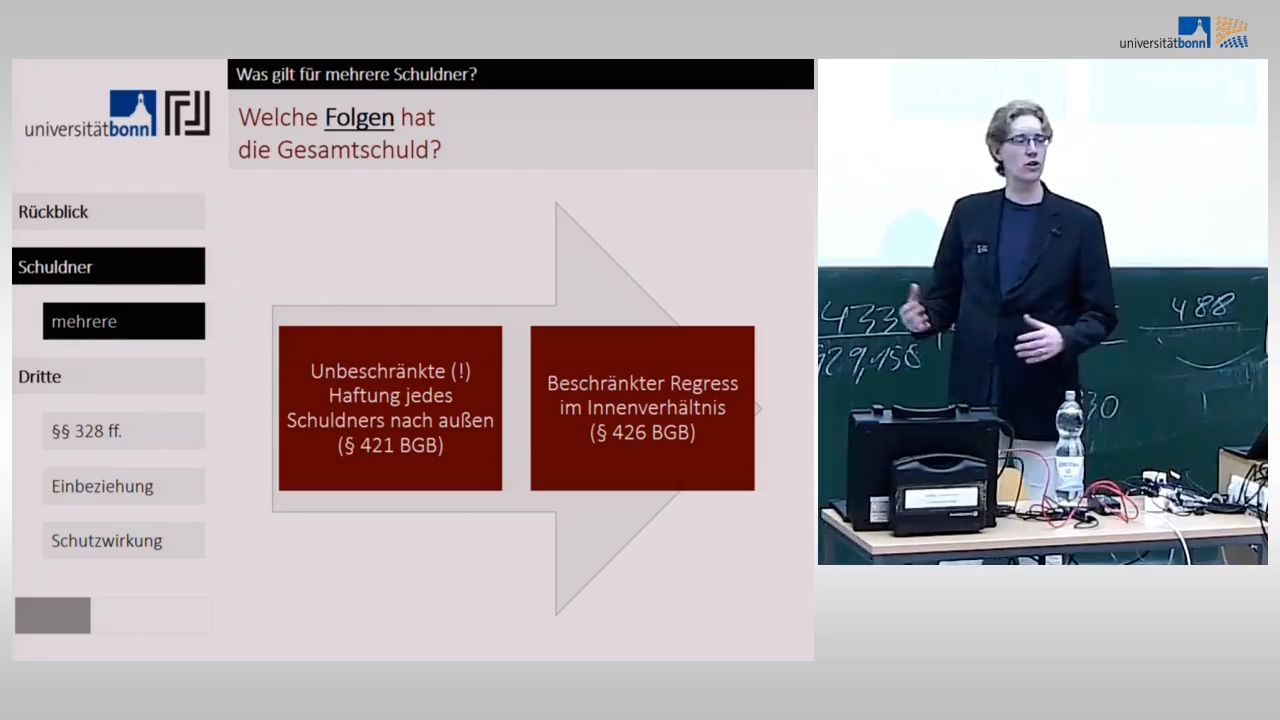 universitätbonn
Was gilt für mehrere Schuldner?
universitätbonn
Welche Folgen hat
die Gesamtschuld?
Rückblick
Schuldner
mehrere
Dritte
§§ 328 ff.
Einbeziehung
Schutzwirkung
Unbeschränkte (!)
Haftung jedes
Schuldners nach außen
(§ 421 BGB)
Beschränkter Regress
im Innenverhältnis
(§ 426 BGB)
433
488